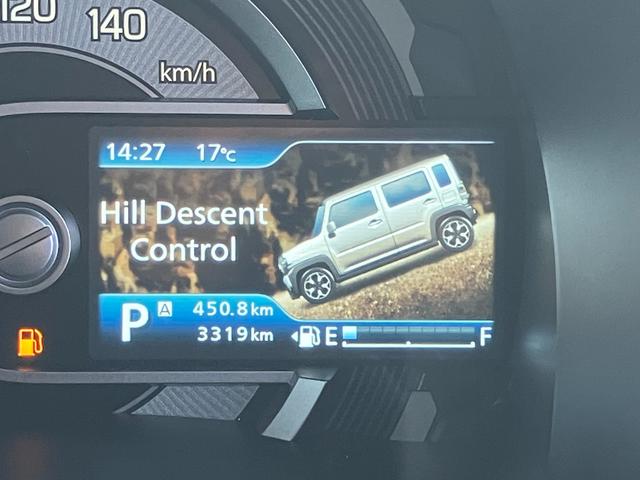 120
140
km/h
14:27 17℃
Hill Descent
Control
P A 450.8km
3319km E F